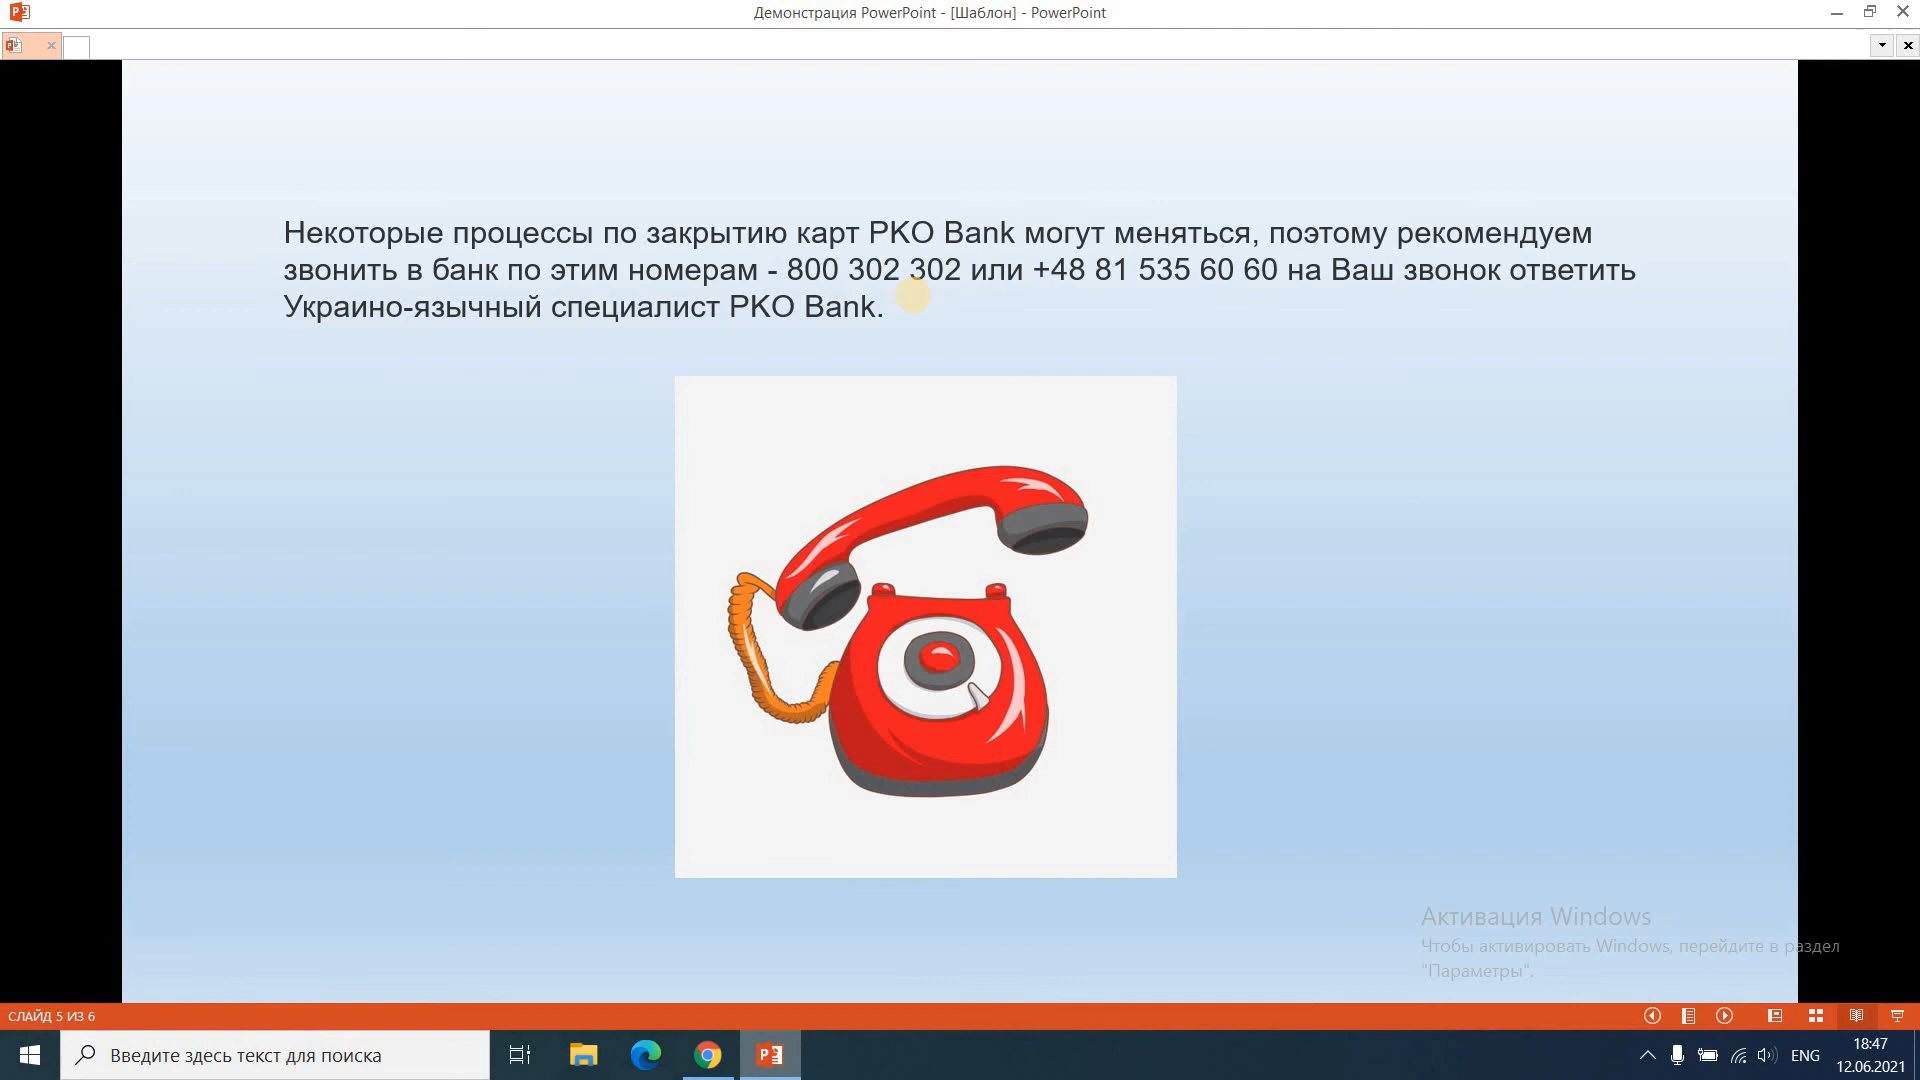 Демонстрация PowerPoint - [Шаблон] - PowerPoint
Некоторые процессы по закрытию карт PKO Bank могут меняться, поэтому рекомендуем
звонить в банк по этим номерам - 800 302 302 или +48 81 535 60 60 на Ваш звонок ответить
Украино-язычный специалист PKO Bank.
Активация Windows
Чтобы активировать Windows, перейдите в раздел
"Параметры".
СЛАЙД 5 ИЗ 6
Введите здесь текст для поиска
ENG
18:47
12.06.2021